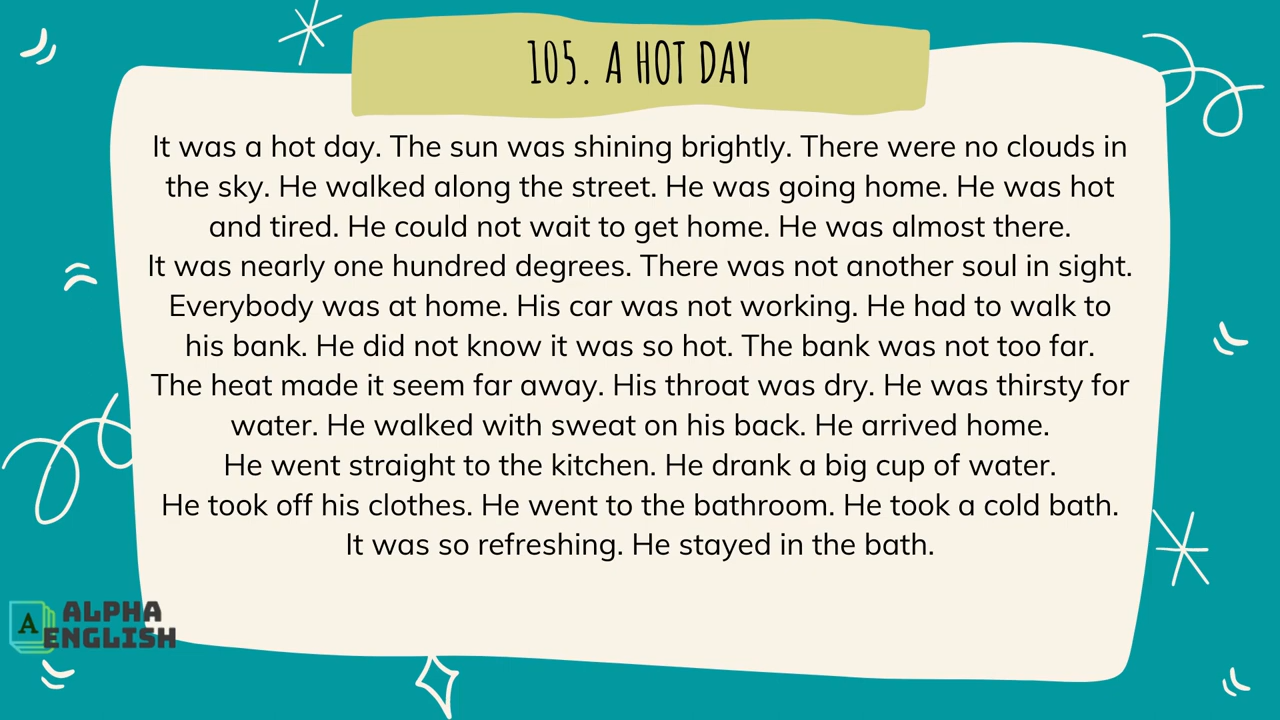 105. A HOT DAY
It was a hot day. The sun was shining brightly. There were no clouds in
the sky. He walked along the street. He was going home. He was hot
and tired. He could not wait to get home. He was almost there.
It was nearly one hundred degrees. There was not another soul in sight.
Everybody was at home. His car was not working. He had to walk to
his bank. He did not know it was so hot. The bank was not too far.
The heat made it seem far away. His throat was dry. He was thirsty for
water. He walked with sweat on his back. He arrived home.
He went straight to the kitchen. He drank a big cup of water.
He took off his clothes. He went to the bathroom. He took a cold bath.
It was so refreshing. He stayed in the bath.
A ALPHA
ENGLISH